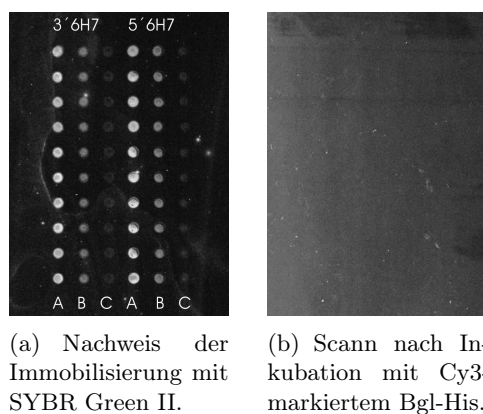 3´6H7 5´6H7
A B C A B C
(a) Nachweis der
Immobilisierung mit
SYBR Green II.
(b) Scann nach In-
kubation mit Cy3-
markiertem Bgl-His.